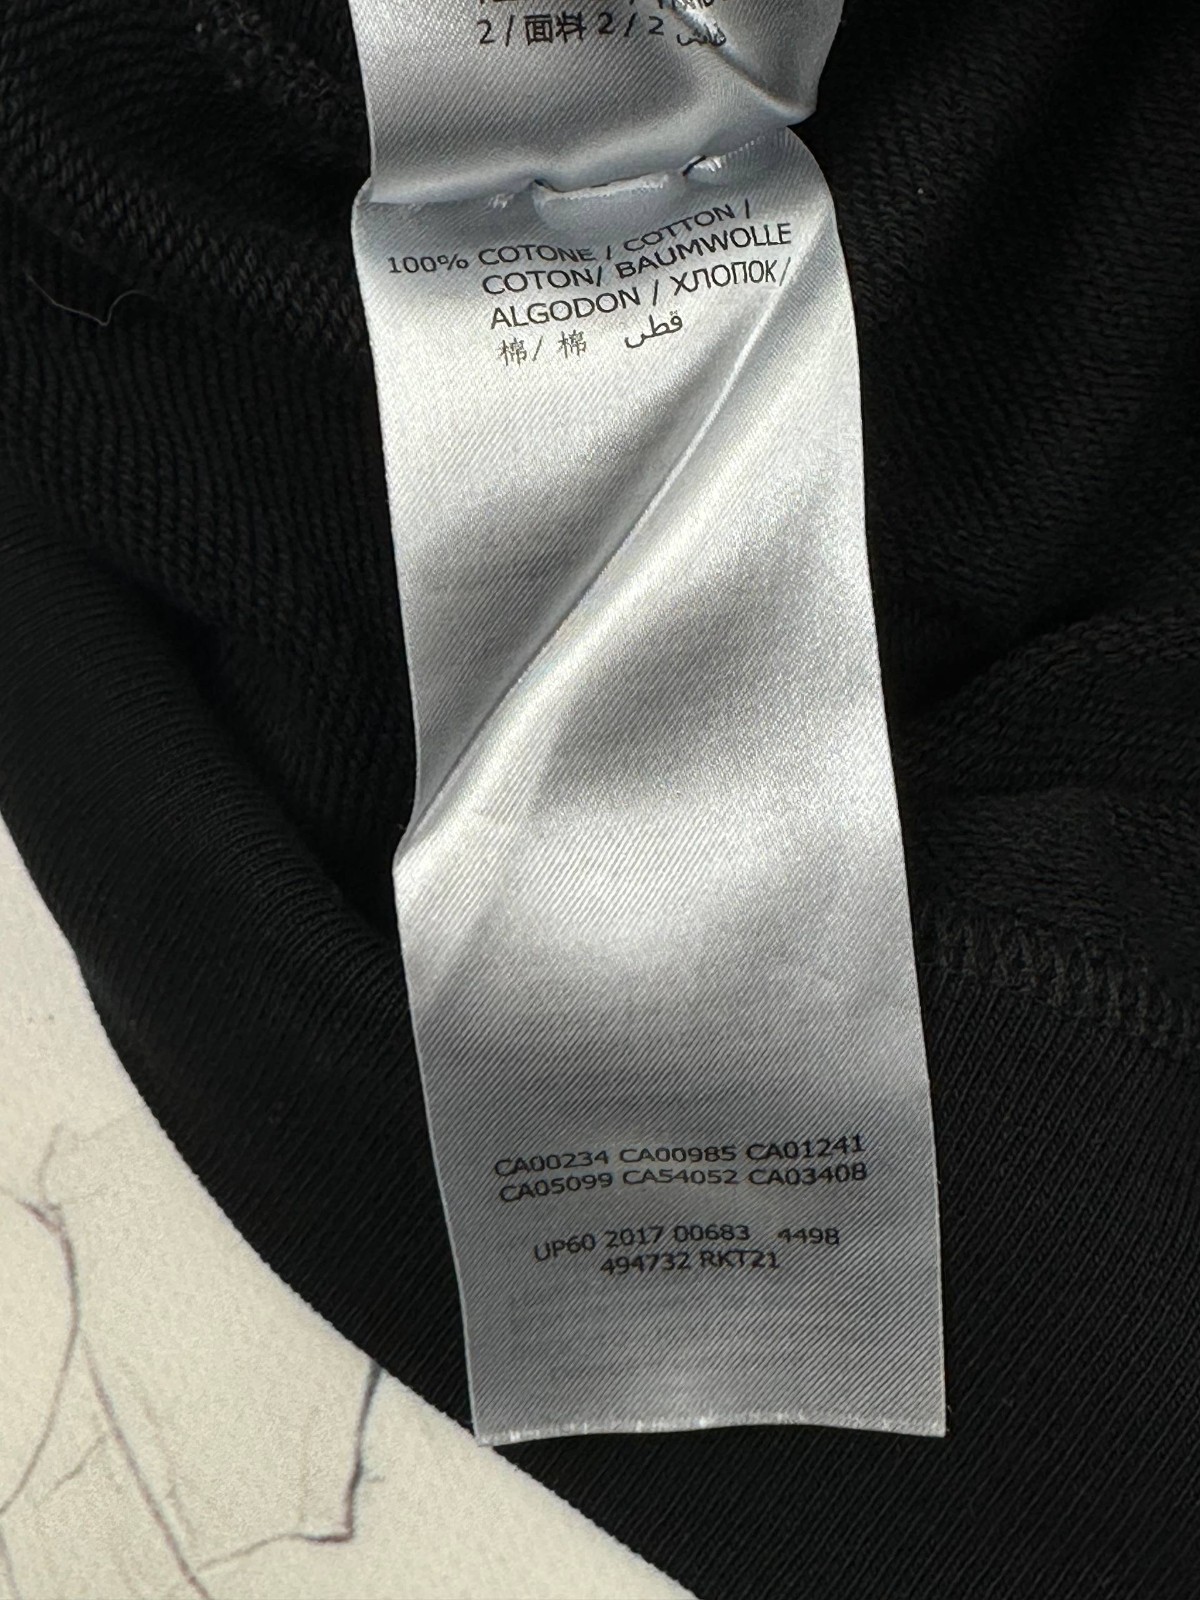 2 / 面料 2 / 2 قماش
100% COTONE / COTTON /
COTON/ BAUMWOLLE
ALGODON / ХЛОПОК/
棉/ 棉 قطن
CA00234 CA00985 CA01241
CA05099 CA54052 CA03408
UP60 2017 00683 4498
494732 RKT21